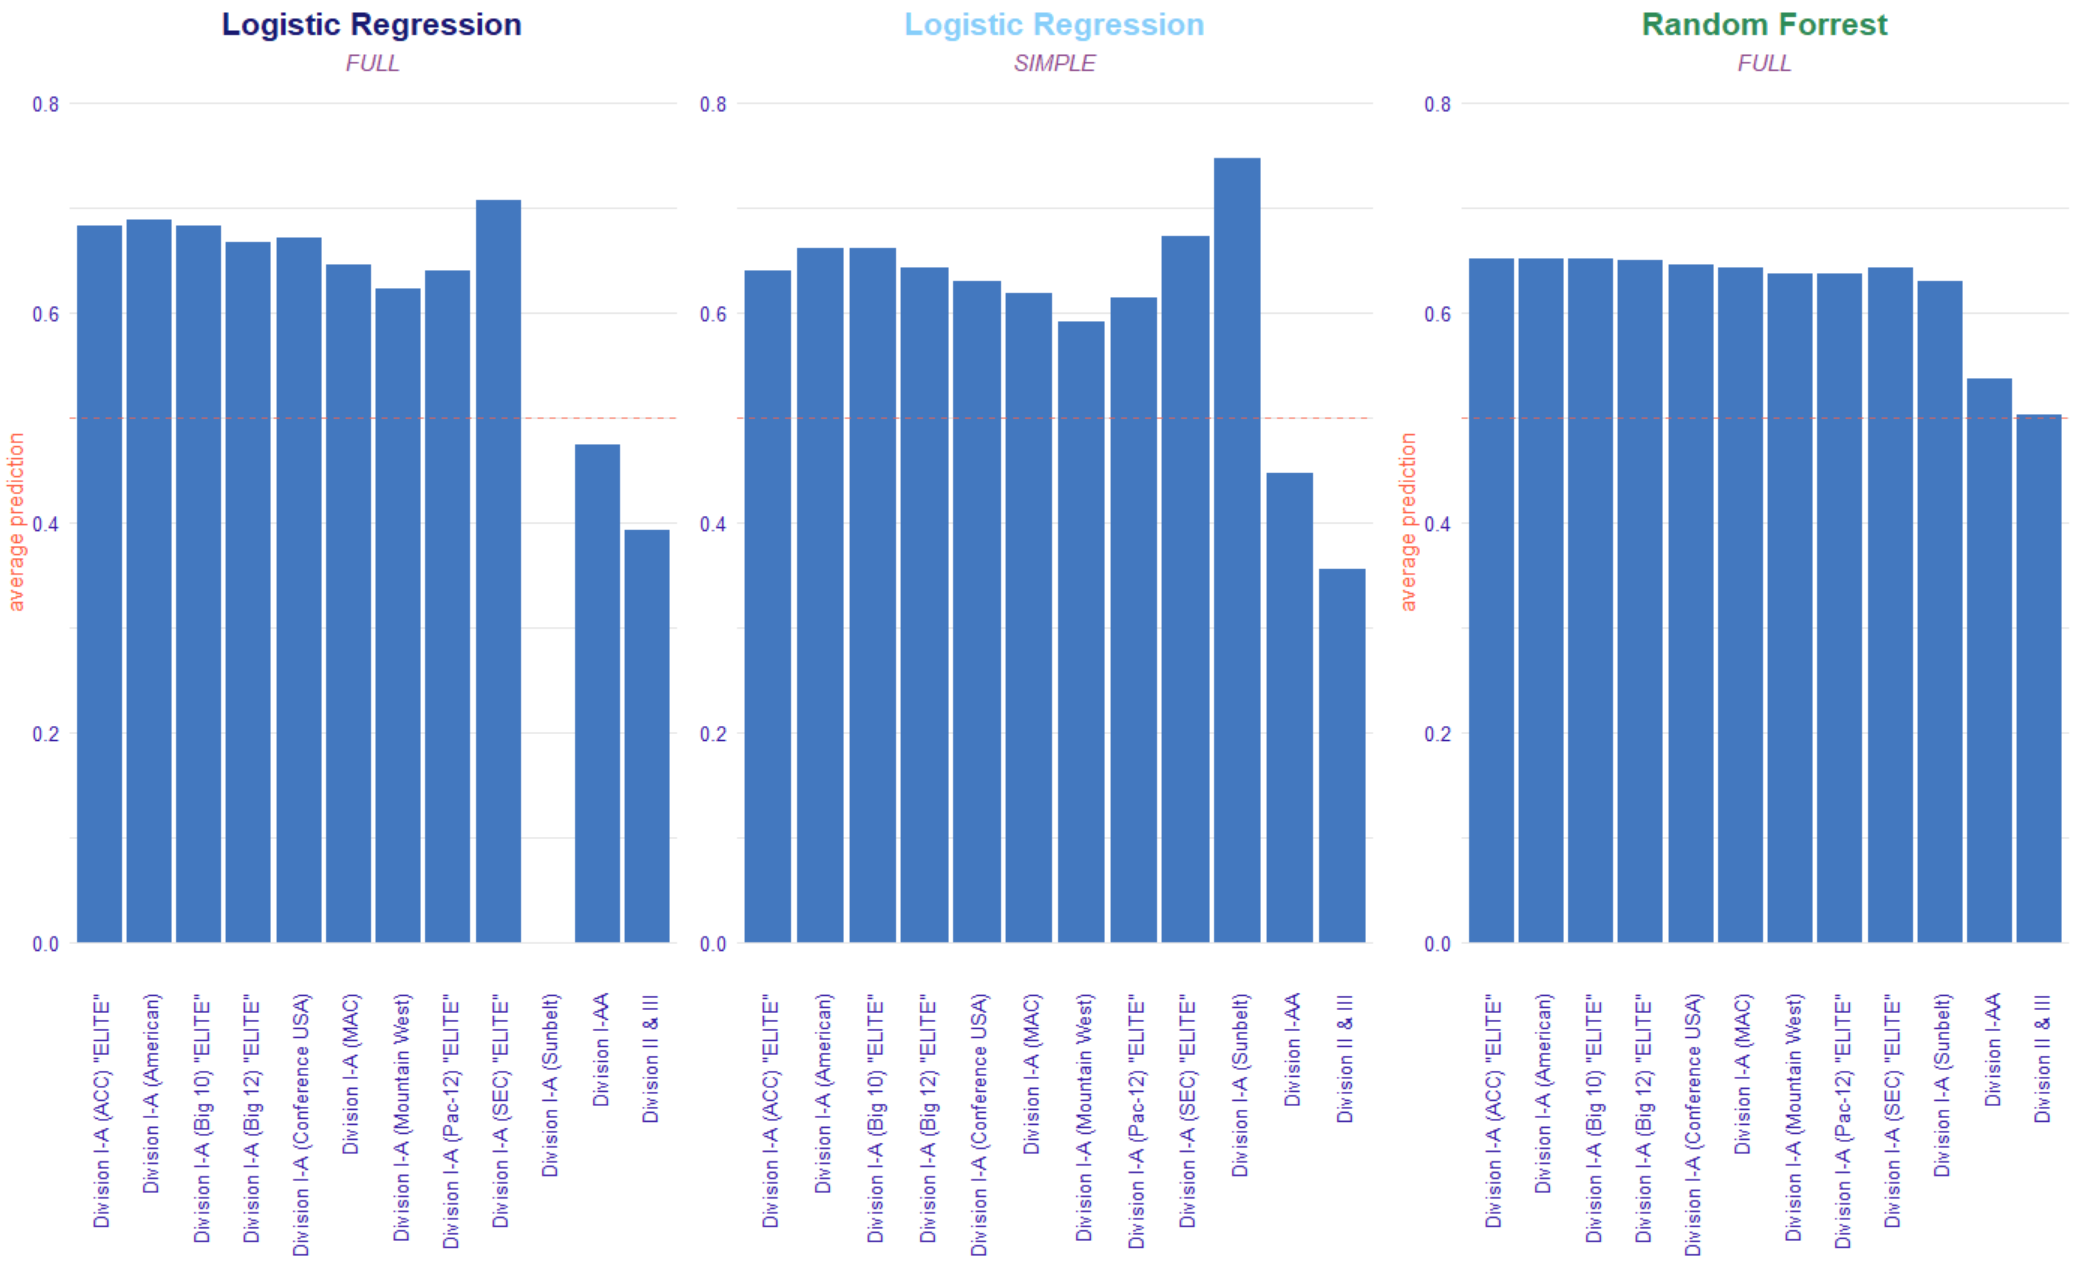 Logistic Regression
FULL
0.8
0.6
0.4
0.2
0.0
average prediction
Division I-A (ACC) "ELITE"
Division I-A (American)
Division I-A (Big 10) "ELITE"
Division I-A (Big 12) "ELITE"
Division I-A (Conference USA)
Division I-A (MAC)
Division I-A (Mountain West)
Division I-A (Pac-12) "ELITE"
Division I-A (SEC) "ELITE"
Division I-A (Sunbelt)
Division I-AA
Division II & III
Logistic Regression
SIMPLE
0.8
0.6
0.4
0.2
0.0
Division I-A (ACC) "ELITE"
Division I-A (American)
Division I-A (Big 10) "ELITE"
Division I-A (Big 12) "ELITE"
Division I-A (Conference USA)
Division I-A (MAC)
Division I-A (Mountain West)
Division I-A (Pac-12) "ELITE"
Division I-A (SEC) "ELITE"
Division I-A (Sunbelt)
Division I-AA
Division II & III
Random Forrest
FULL
0.8
0.6
0.4
0.2
0.0
average prediction
Division I-A (ACC) "ELITE"
Division I-A (American)
Division I-A (Big 10) "ELITE"
Division I-A (Big 12) "ELITE"
Division I-A (Conference USA)
Division I-A (MAC)
Division I-A (Mountain West)
Division I-A (Pac-12) "ELITE"
Division I-A (SEC) "ELITE"
Division I-A (Sunbelt)
Division I-AA
Division II & III